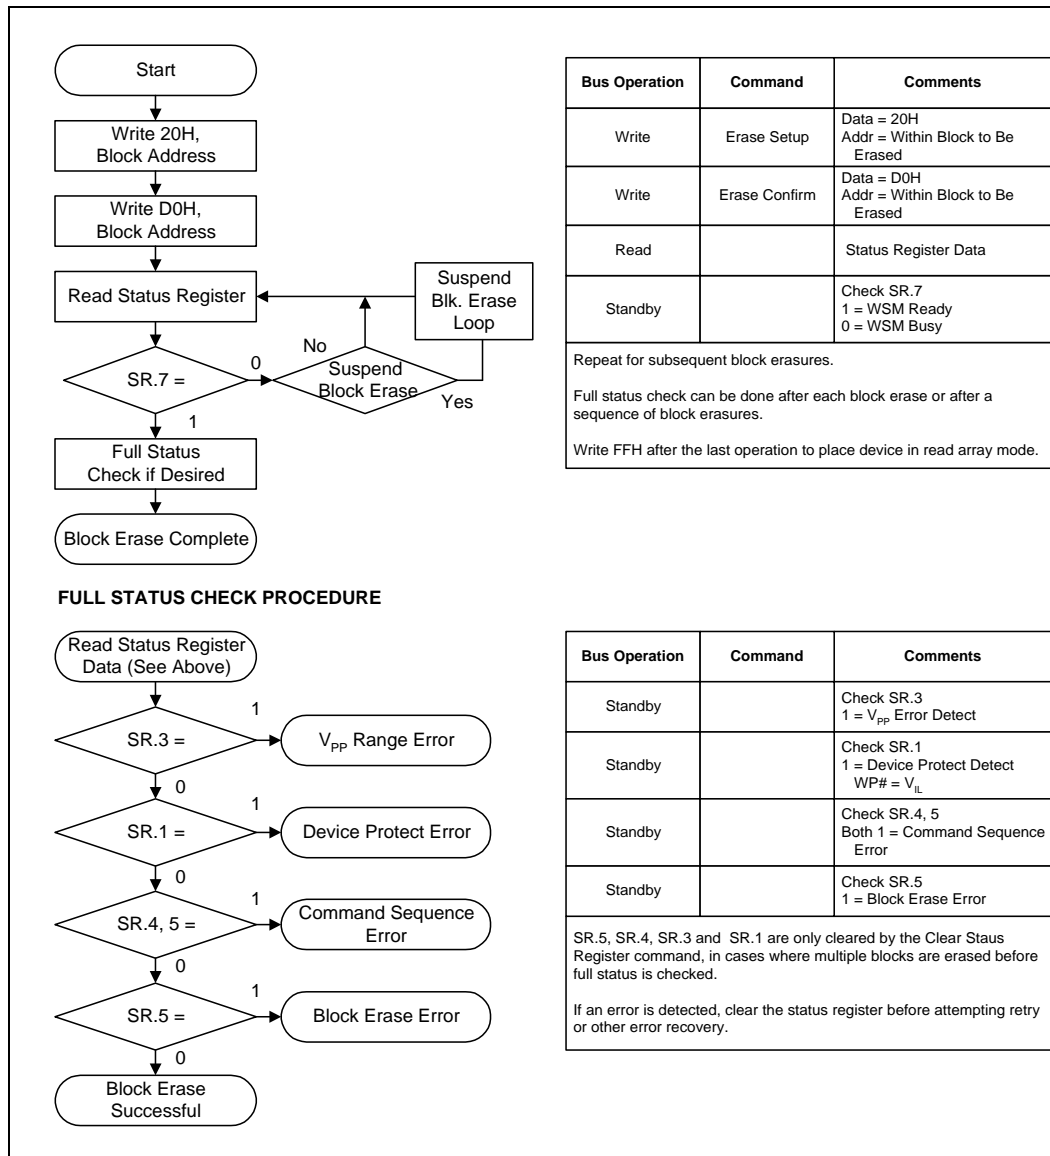 Start
Write 20H,
Block Address
Write D0H,
Block Address
Read Status Register
Suspend
Blk. Erase
Loop
No
0
SR.7 =
Suspend
Block Erase
Yes
1
Full Status
Check if Desired
Block Erase Complete
Bus Operation Command Comments
Write Erase Setup Data = 20H
Addr = Within Block to Be
Erased
Write Erase Confirm Data = D0H
Addr = Within Block to Be
Erased
Read Status Register Data
Standby Check SR.7
1 = WSM Ready
0 = WSM Busy
Repeat for subsequent block erasures.
Full status check can be done after each block erase or after a
sequence of block erasures.
Write FFH after the last operation to place device in read array mode.
FULL STATUS CHECK PROCEDURE
Read Status Register
Data (See Above)
1
SR.3 =
VPP Range Error
0
1
SR.1 =
Device Protect Error
0
1
SR.4, 5 =
Command Sequence
Error
0
1
SR.5 =
Block Erase Error
0
Block Erase
Successful
Bus Operation Command Comments
Standby Check SR.3
1 = VPP Error Detect
Standby Check SR.1
1 = Device Protect Detect
WP# = VIL
Standby Check SR.4, 5
Both 1 = Command Sequence
Error
Standby Check SR.5
1 = Block Erase Error
SR.5, SR.4, SR.3 and SR.1 are only cleared by the Clear Staus
Register command, in cases where multiple blocks are erased before
full status is checked.
If an error is detected, clear the status register before attempting retry
or other error recovery.